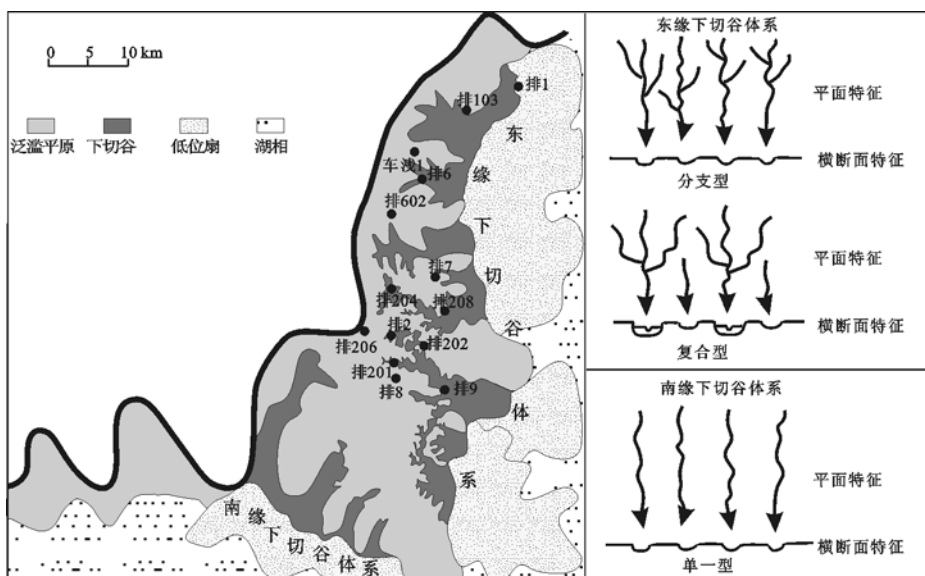 0 5 10 km
泛滥平原 下切谷 低位扇 湖相
排1
排103
车浅1
排6
排602
排7
排204
排208
排2
排206
排202
排201
排8
排9
东缘下切谷体系
南缘下切谷体系
东缘下切谷体系
平面特征
横断面特征
分支型
平面特征
横断面特征
复合型
南缘下切谷体系
平面特征
横断面特征
单一型